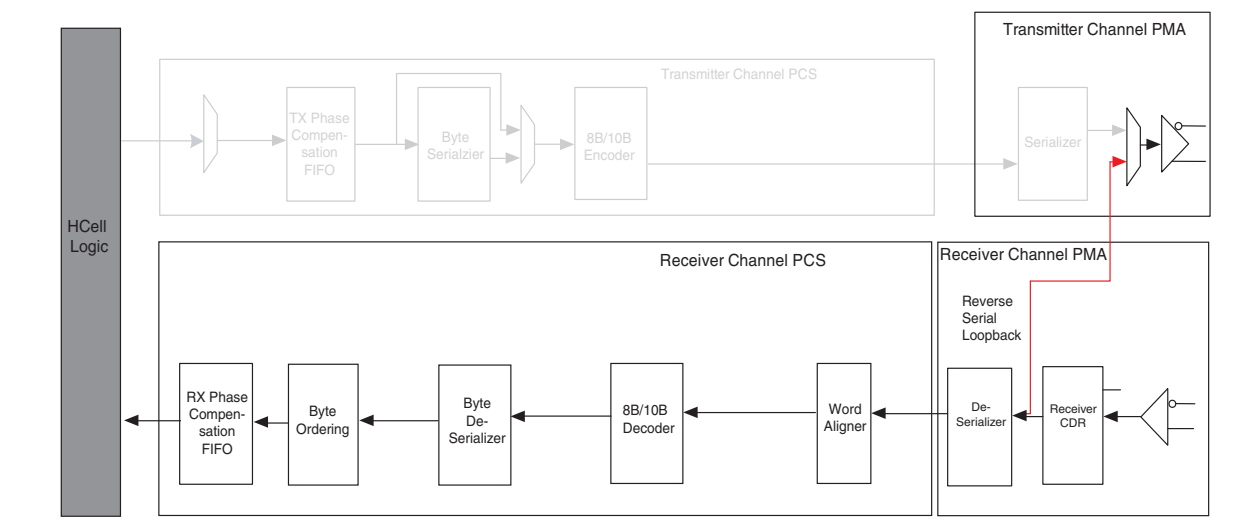 Transmitter Channel PMA
Transmitter Channel PCS
TX Phase
Compen-
sation
FIFO
Byte
Serialzier
8B/10B
Encoder
Serializer
HCell
Logic
Receiver Channel PCS
Receiver Channel PMA
Reverse
Serial
Loopback
RX Phase
Compen-
sation
FIFO
Byte
Ordering
Byte
De-
Serializer
8B/10B
Decoder
Word
Aligner
De-
Serializer
Receiver
CDR